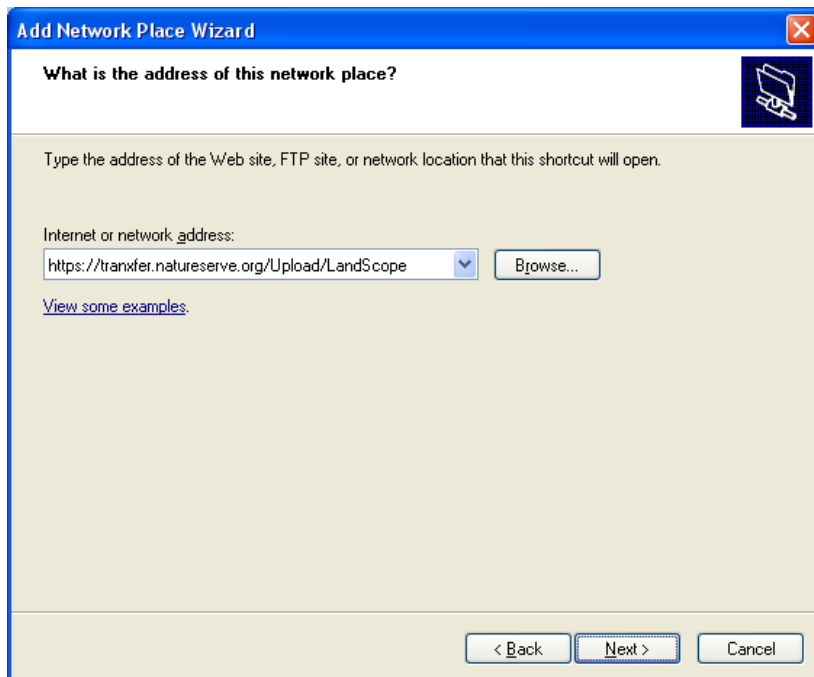 Add Network Place Wizard
What is the address of this network place?
Type the address of the Web site, FTP site, or network location that this shortcut will open.
Internet or network address:
https://tranxfer.natureserve.org/Upload/LandScope
Browse...
View some examples.
< Back
Next >
Cancel